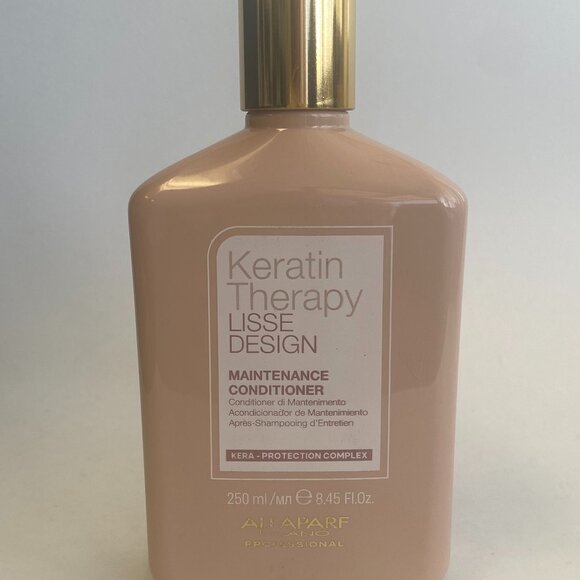 Keratin
Therapy
LISSE
DESIGN
MAINTENANCE
CONDITIONER
Conditioner di Mantenimento
Acondicionador de Mantenimiento
Après-Shampooing d'Entretien
KERA - PROTECTION COMPLEX
250 ml /мл ℮ 8.45 Fl.Oz.
ALFAPARF
PROFESSIONAL